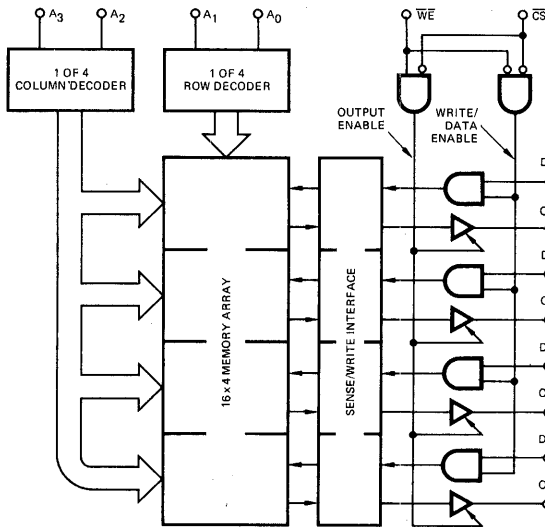 A3 A2 A1 A0 WE CS
1 OF 4
COLUMN DECODER
1 OF 4
ROW DECODER
OUTPUT
ENABLE
WRITE/
DATA
ENABLE
16 x 4 MEMORY ARRAY
SENSE/WRITE INTERFACE
D
D
D
D